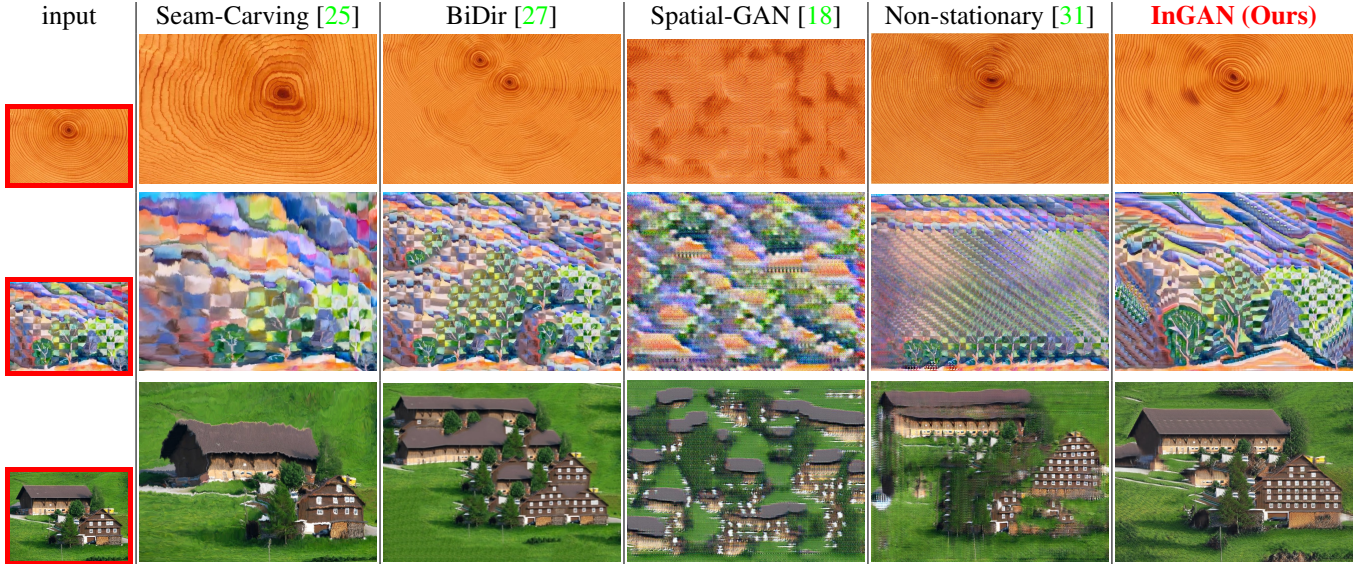 input Seam-Carving [25] BiDir [27] Spatial-GAN [18] Non-stationary [31] InGAN (Ours)